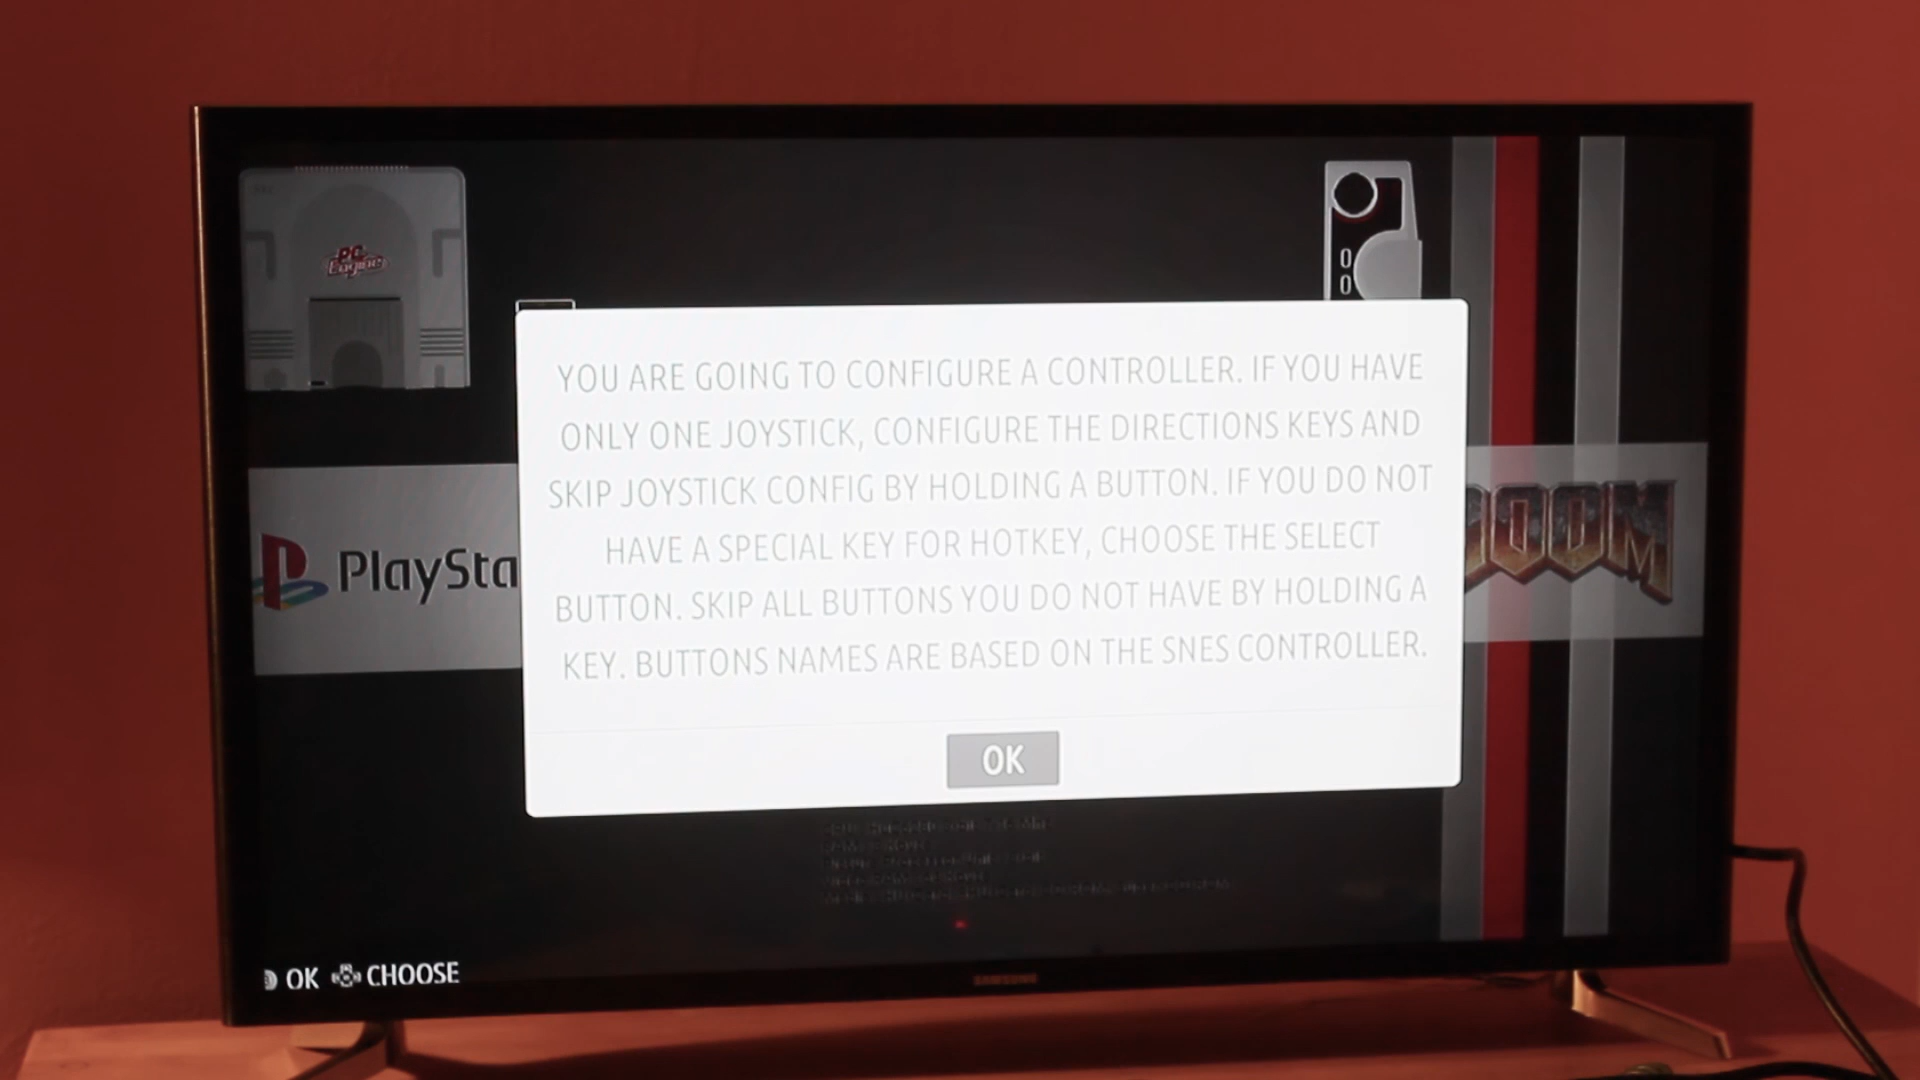 PC
Engine
YOU ARE GOING TO CONFIGURE A CONTROLLER. IF YOU HAVE
ONLY ONE JOYSTICK, CONFIGURE THE DIRECTIONS KEYS AND
SKIP JOYSTICK CONFIG BY HOLDING A BUTTON. IF YOU DO NOT
HAVE A SPECIAL KEY FOR HOTKEY, CHOOSE THE SELECT
BUTTON. SKIP ALL BUTTONS YOU DO NOT HAVE BY HOLDING A
KEY. BUTTONS NAMES ARE BASED ON THE SNES CONTROLLER.
OK
PlaySta
DOOM
OK CHOOSE
SAMSUNG